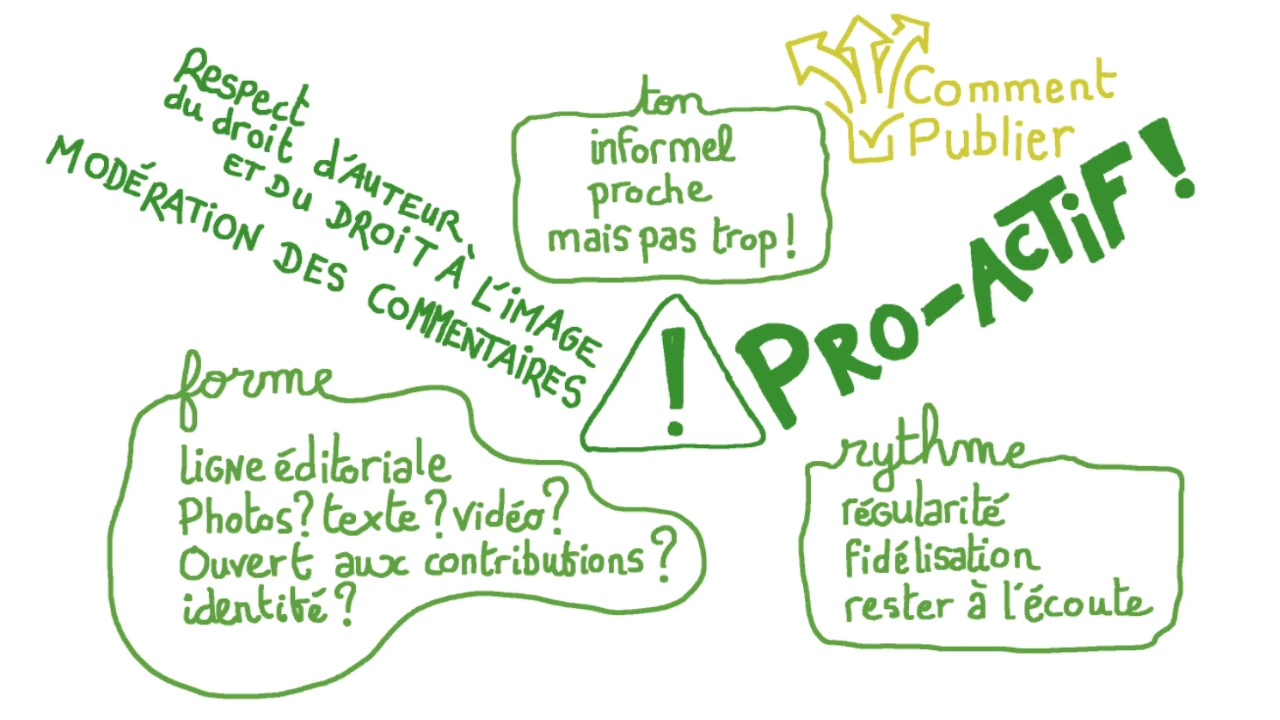 Comment
Publier
Respect
du droit d'AUTEUR
ET DU DROiT À L'iMAGE
MODÉRATiON DES COMMENTAiRES
ton
informel
proche
mais pas trop!
!
PRO-ACTiF!
forme
LiGNE éditoriale
Photos? texte? vidéo?
Ouvert aux contributions?
identité?
rythme
régularité
fidélisation
rester à l'écoute